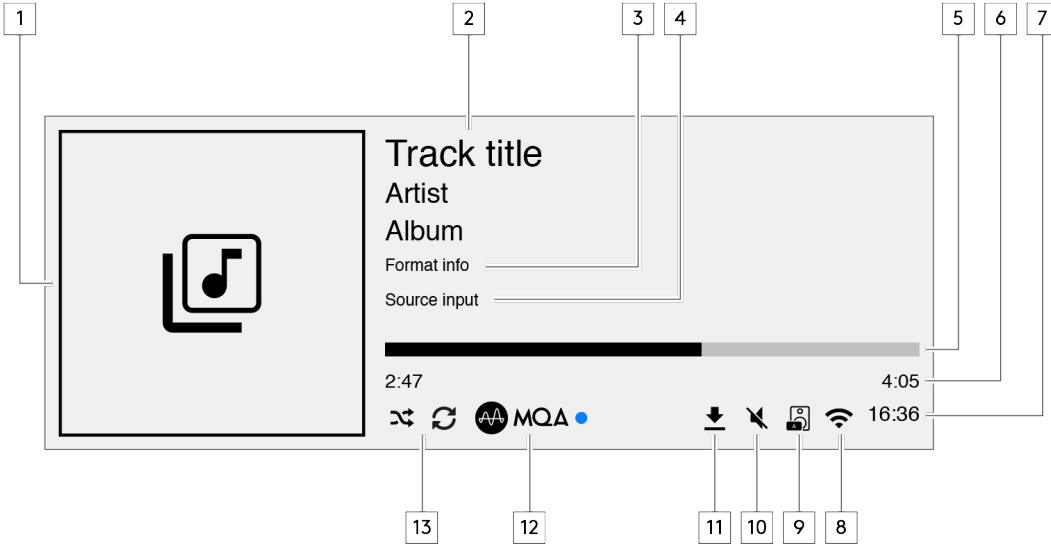 1
2
3
4
5
6
7
Track title
Artist
Album
Format info
Source input
2:47
4:05
MQA
A
16:36
13
12
11
10
9
8